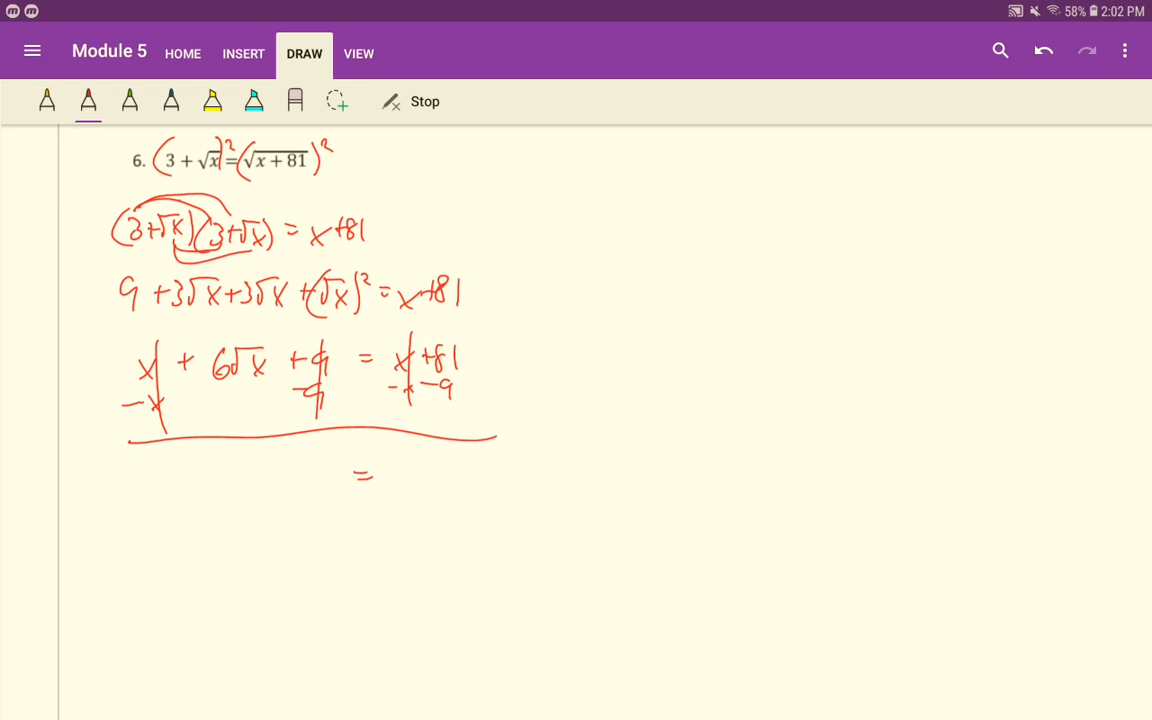 58% 2:02 PM
Module 5 HOME INSERT DRAW VIEW
Stop
6. (3 + √x)² = (√x + 81)²
(3+√x)(3+√x) = x+81
9 +3√x+3√x +(√x)² = x+81
x + 6√x + 9 = x +81
-x -9 -x -9
=